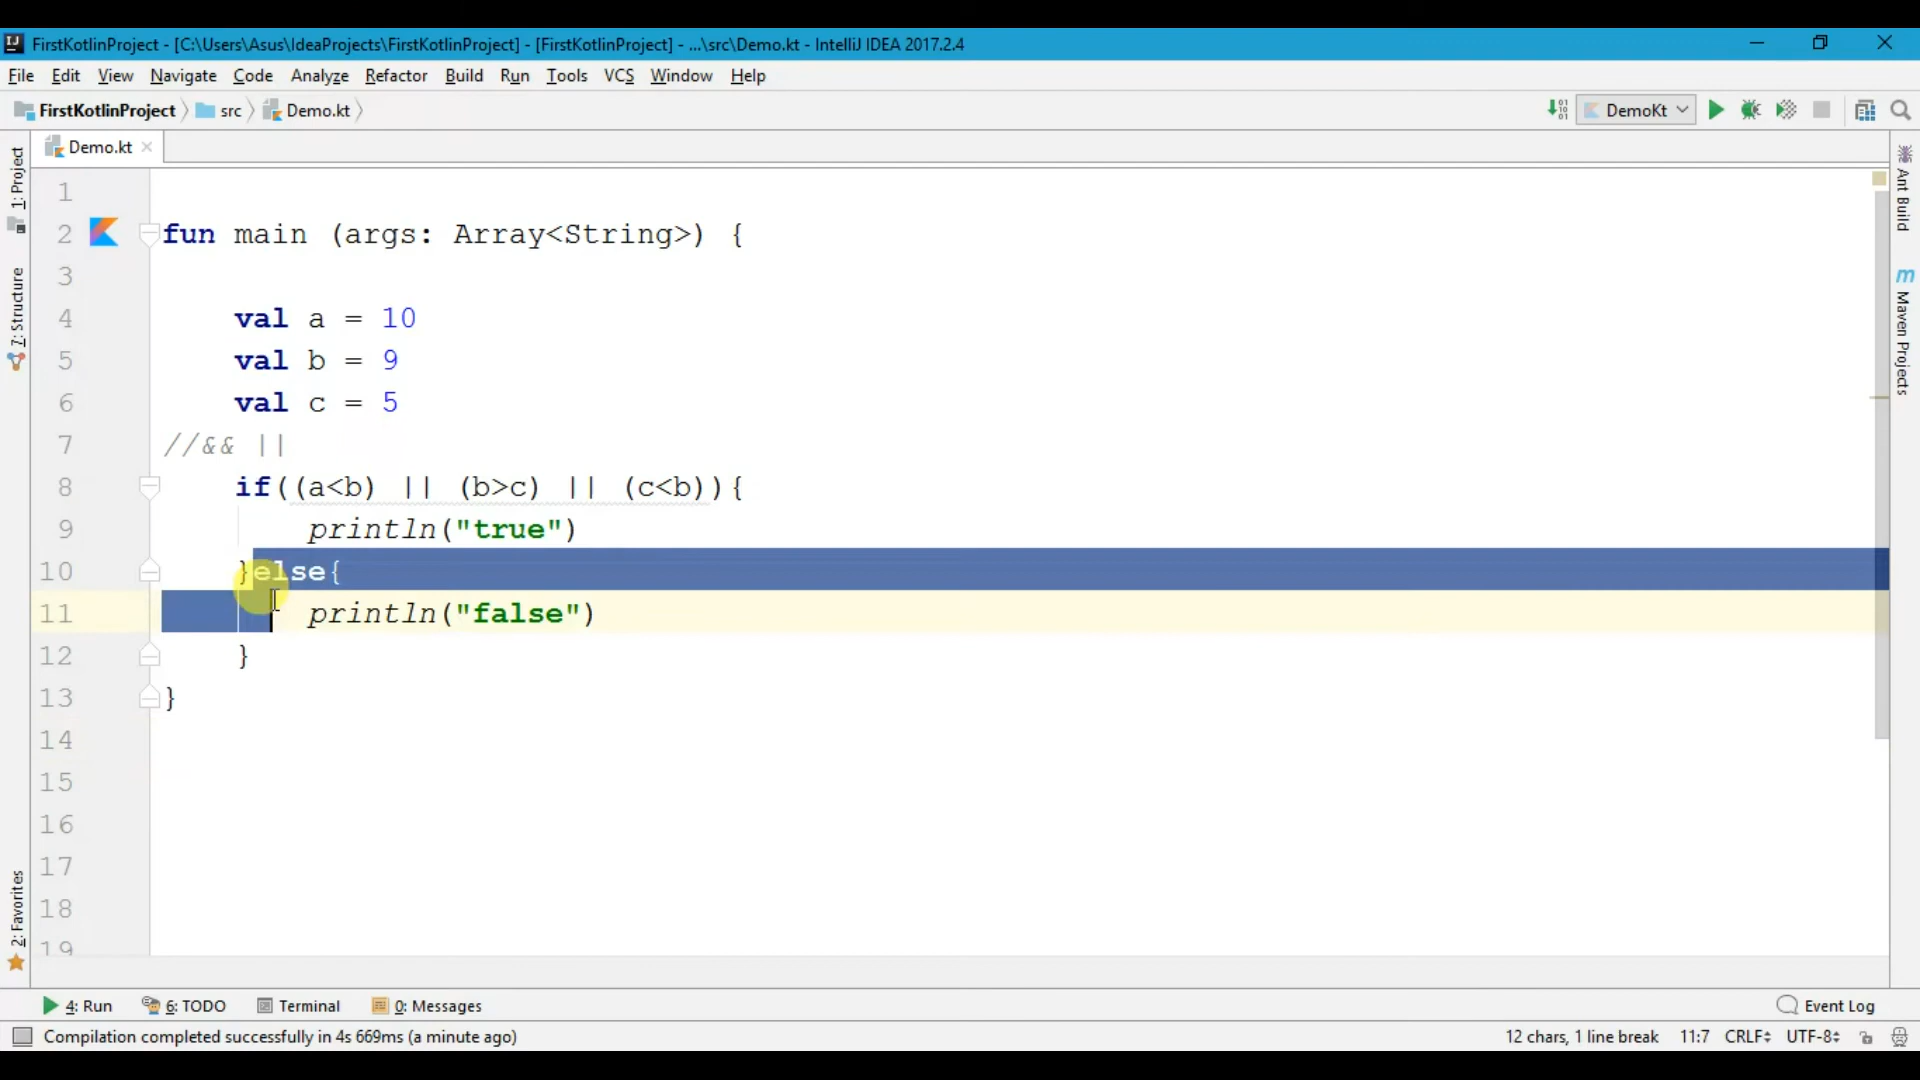 FirstKotlinProject - [C:\Users\Asus\IdeaProjects\FirstKotlinProject] - [FirstKotlinProject] - ...\src\Demo.kt - IntelliJ IDEA 2017.2.4
File Edit View Navigate Code Analyze Refactor Build Run Tools VCS Window Help
FirstKotlinProject src Demo.kt DemoKt
Demo.kt
1: Project
7: Structure
2: Favorites
Ant Build
Maven Projects
1
2 fun main (args: Array<String>) {
3
4 val a = 10
5 val b = 9
6 val c = 5
7 //&& ||
8 if((a<b) || (b>c) || (c<b)){
9 println("true")
10 }else{
11 println("false")
12 }
13 }
14
15
16
17
18
19
4: Run 6: TODO Terminal 0: Messages Event Log
Compilation completed successfully in 4s 669ms (a minute ago) 12 chars, 1 line break 11:7 CRLF UTF-8